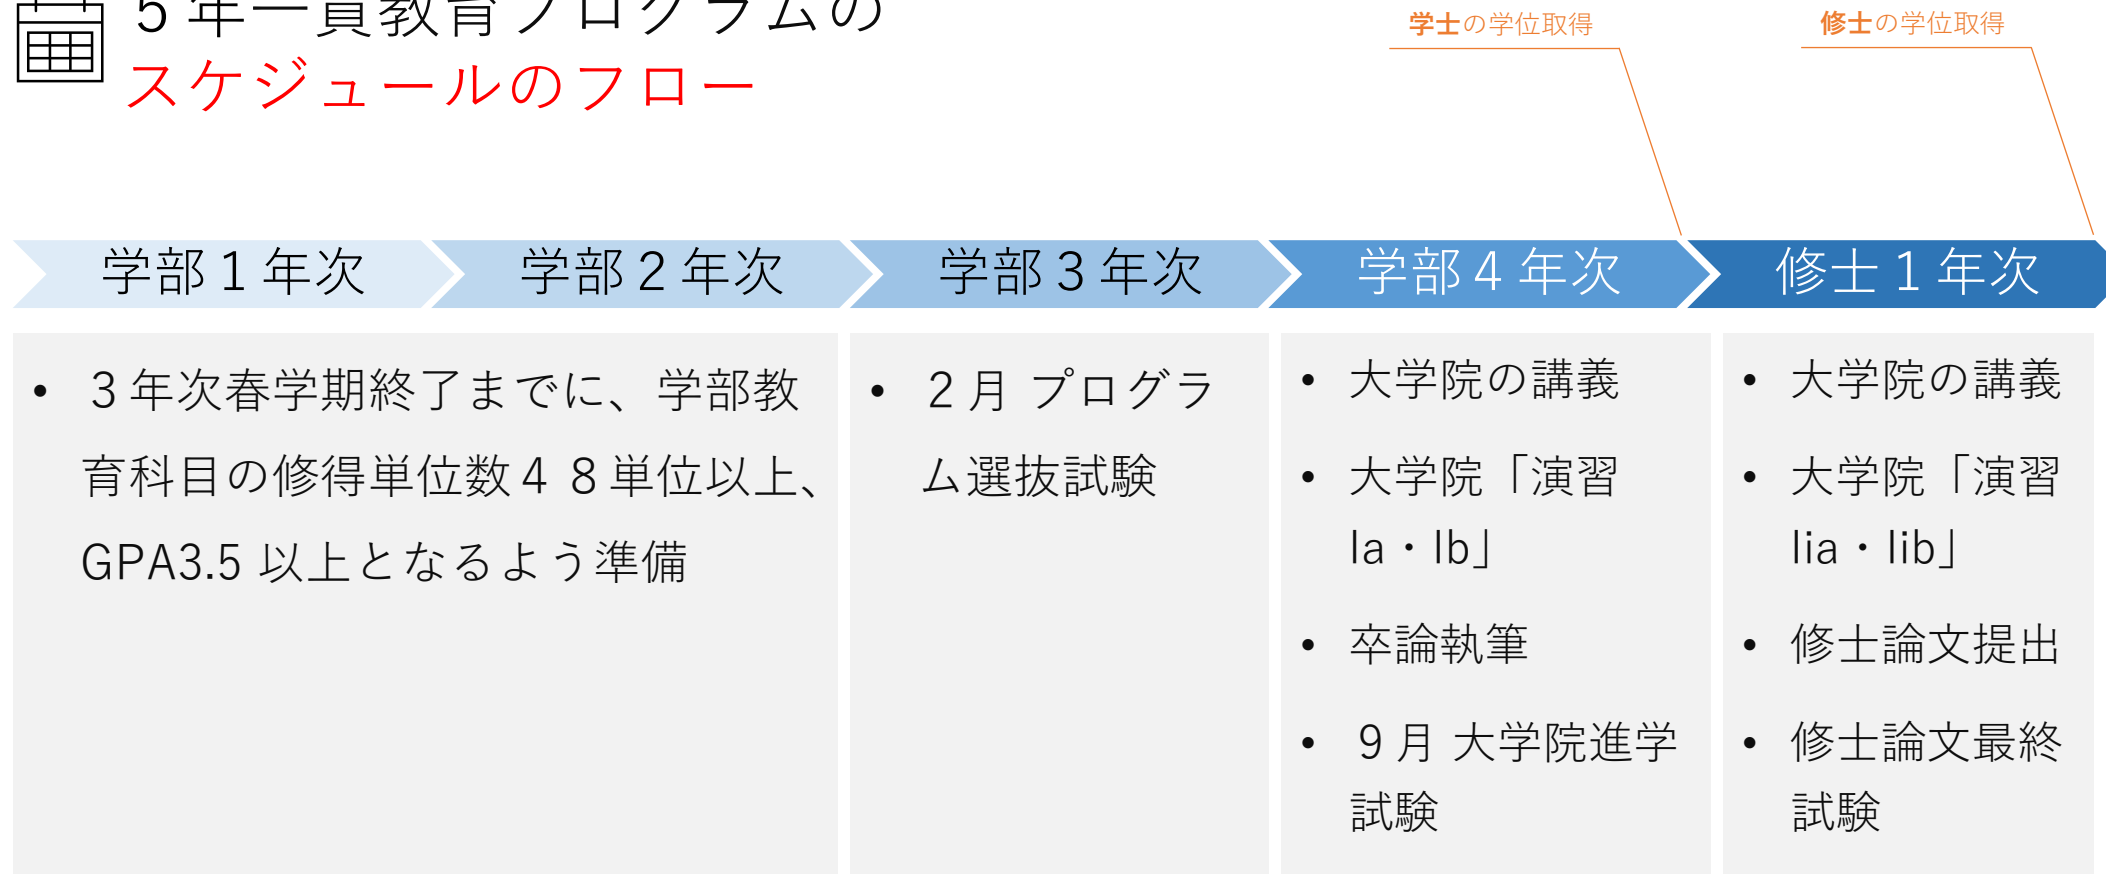 ５年一貫教育プログラムの
スケジュールのフロー
学士の学位取得
修士の学位取得
学部１年次
学部２年次
学部３年次
学部４年次
修士１年次
• ３年次春学期終了までに、学部教
育科目の修得単位数４８単位以上、
GPA3.5 以上となるよう準備
• ２月 プログラ
ム選抜試験
• 大学院の講義
• 大学院「演習
Ia・Ib」
• 卒論執筆
• ９月 大学院進学
試験
• 大学院の講義
• 大学院「演習
Iia・Iib」
• 修士論文提出
• 修士論文最終
試験